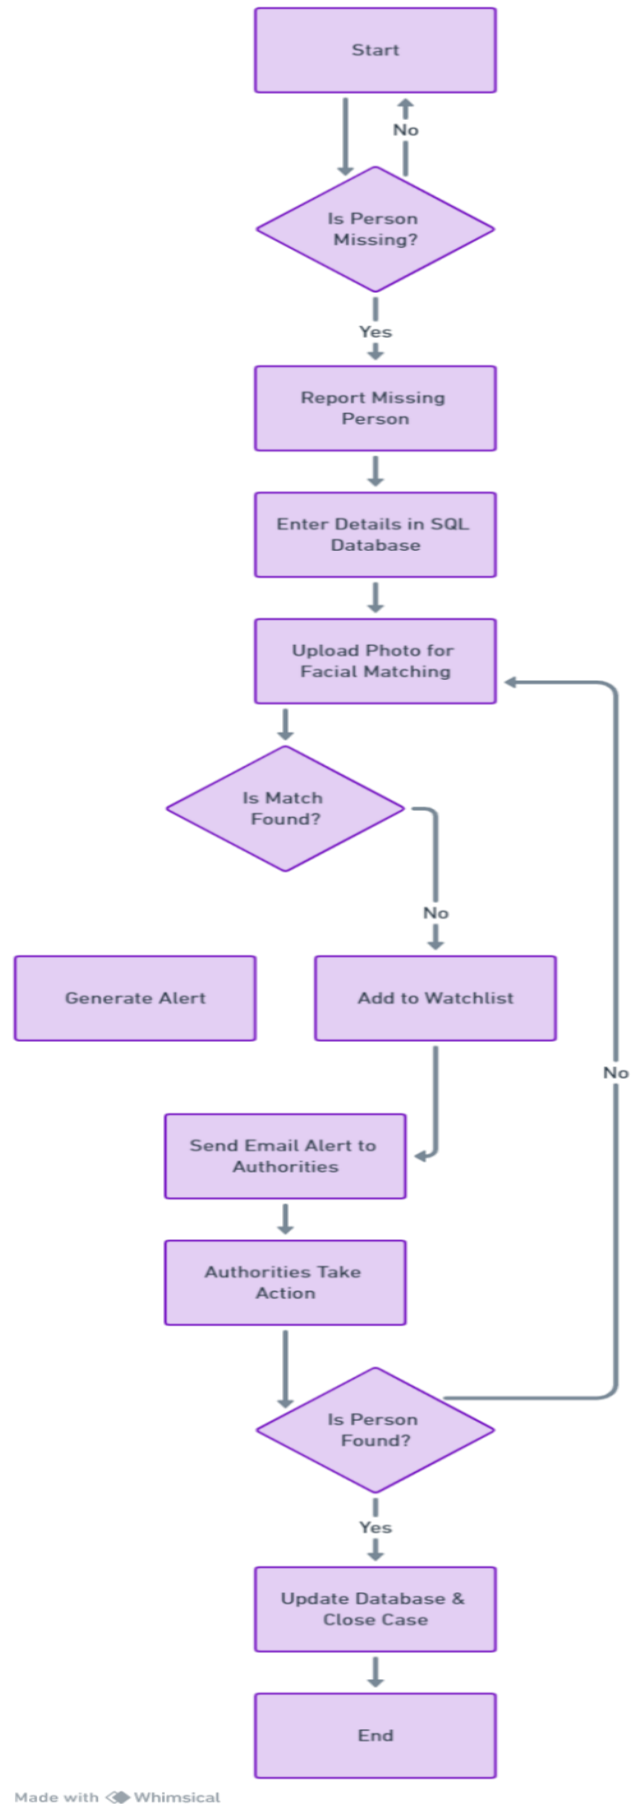 Start
No
Is Person
Missing?
Yes
Report Missing
Person
Enter Details in SQL
Database
Upload Photo for
Facial Matching
Is Match
Found?
No
Generate Alert
Add to Watchlist
No
Send Email Alert to
Authorities
Authorities Take
Action
Is Person
Found?
Yes
Update Database &
Close Case
End
Made with Whimsical